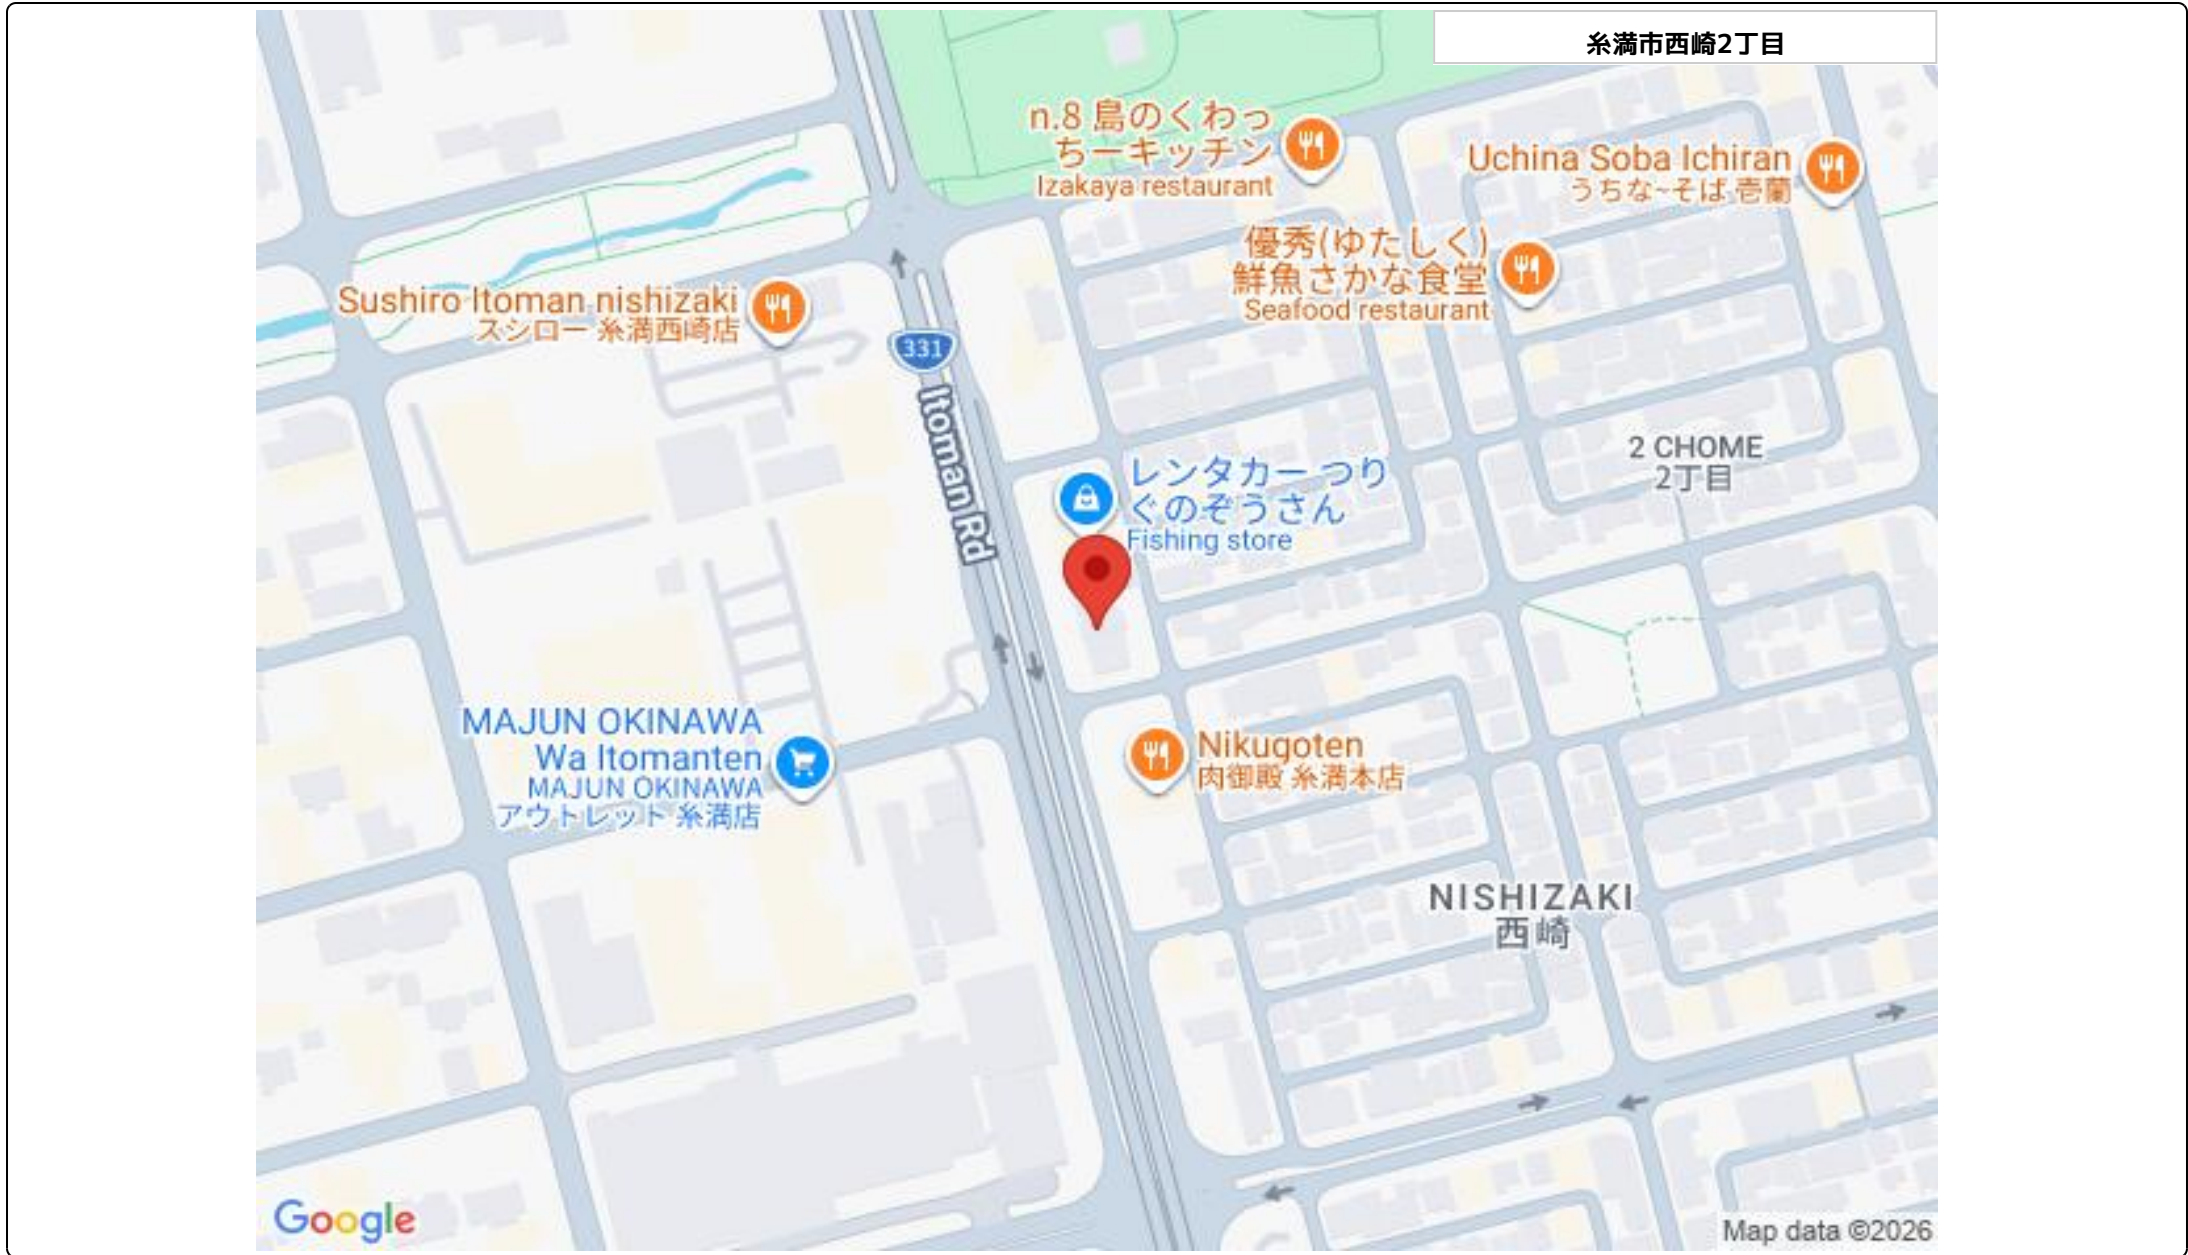 糸満市西崎2丁目
n.8 島のくわっ
ちーキッチン
Izakaya restaurant
Uchina Soba Ichiran
うちな~そば 壱蘭
優秀(ゆたしく)
鮮魚さかな食堂
Seafood restaurant
Sushiro Itoman nishizaki
スシロー 糸満西崎店
331
Itoman Rd
2 CHOME
2丁目
レンタカー つり
ぐのぞうさん
Fishing store
MAJUN OKINAWA
Wa Itomanten
MAJUN OKINAWA
アウトレット 糸満店
Nikugoten
肉御殿 糸満本店
NISHIZAKI
西崎
Google
Map data ©2026